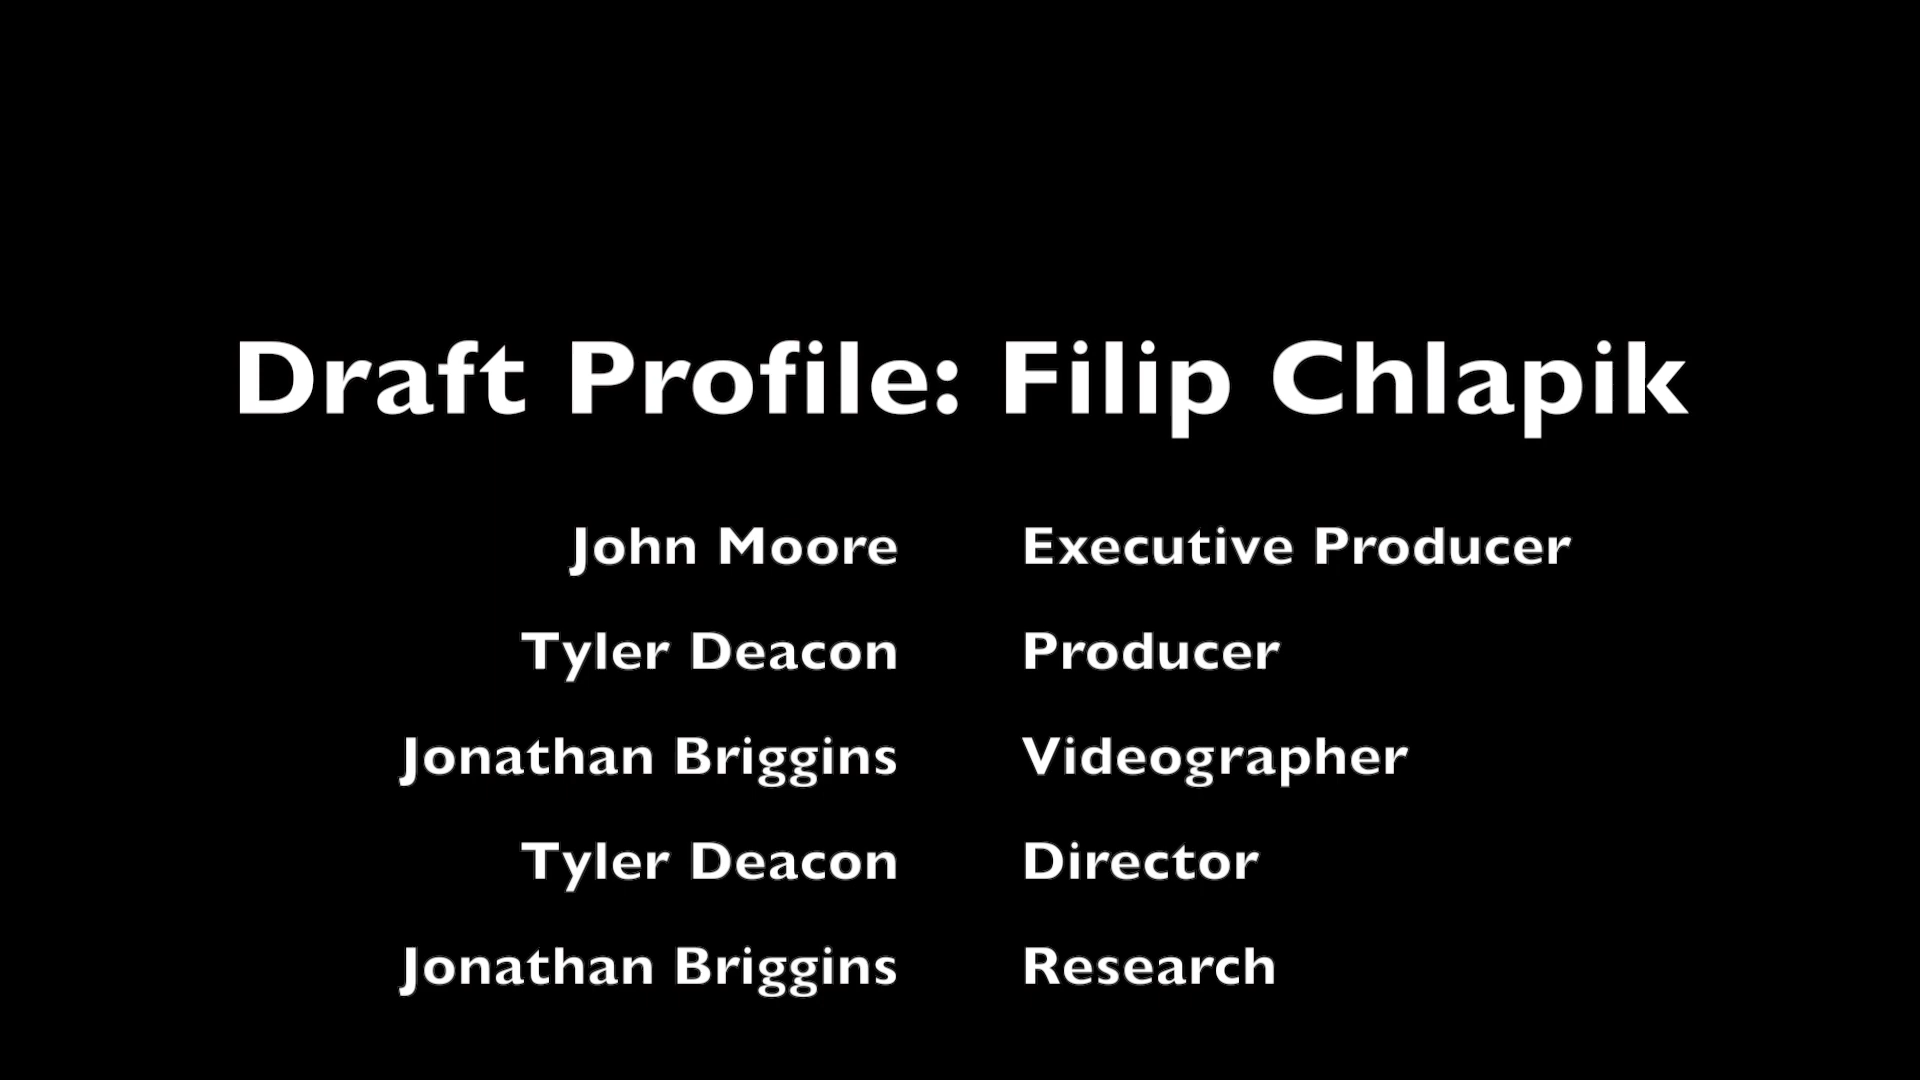 Draft Profile: Filip Chlapik
John Moore Executive Producer
Tyler Deacon Producer
Jonathan Briggins Videographer
Tyler Deacon Director
Jonathan Briggins Research